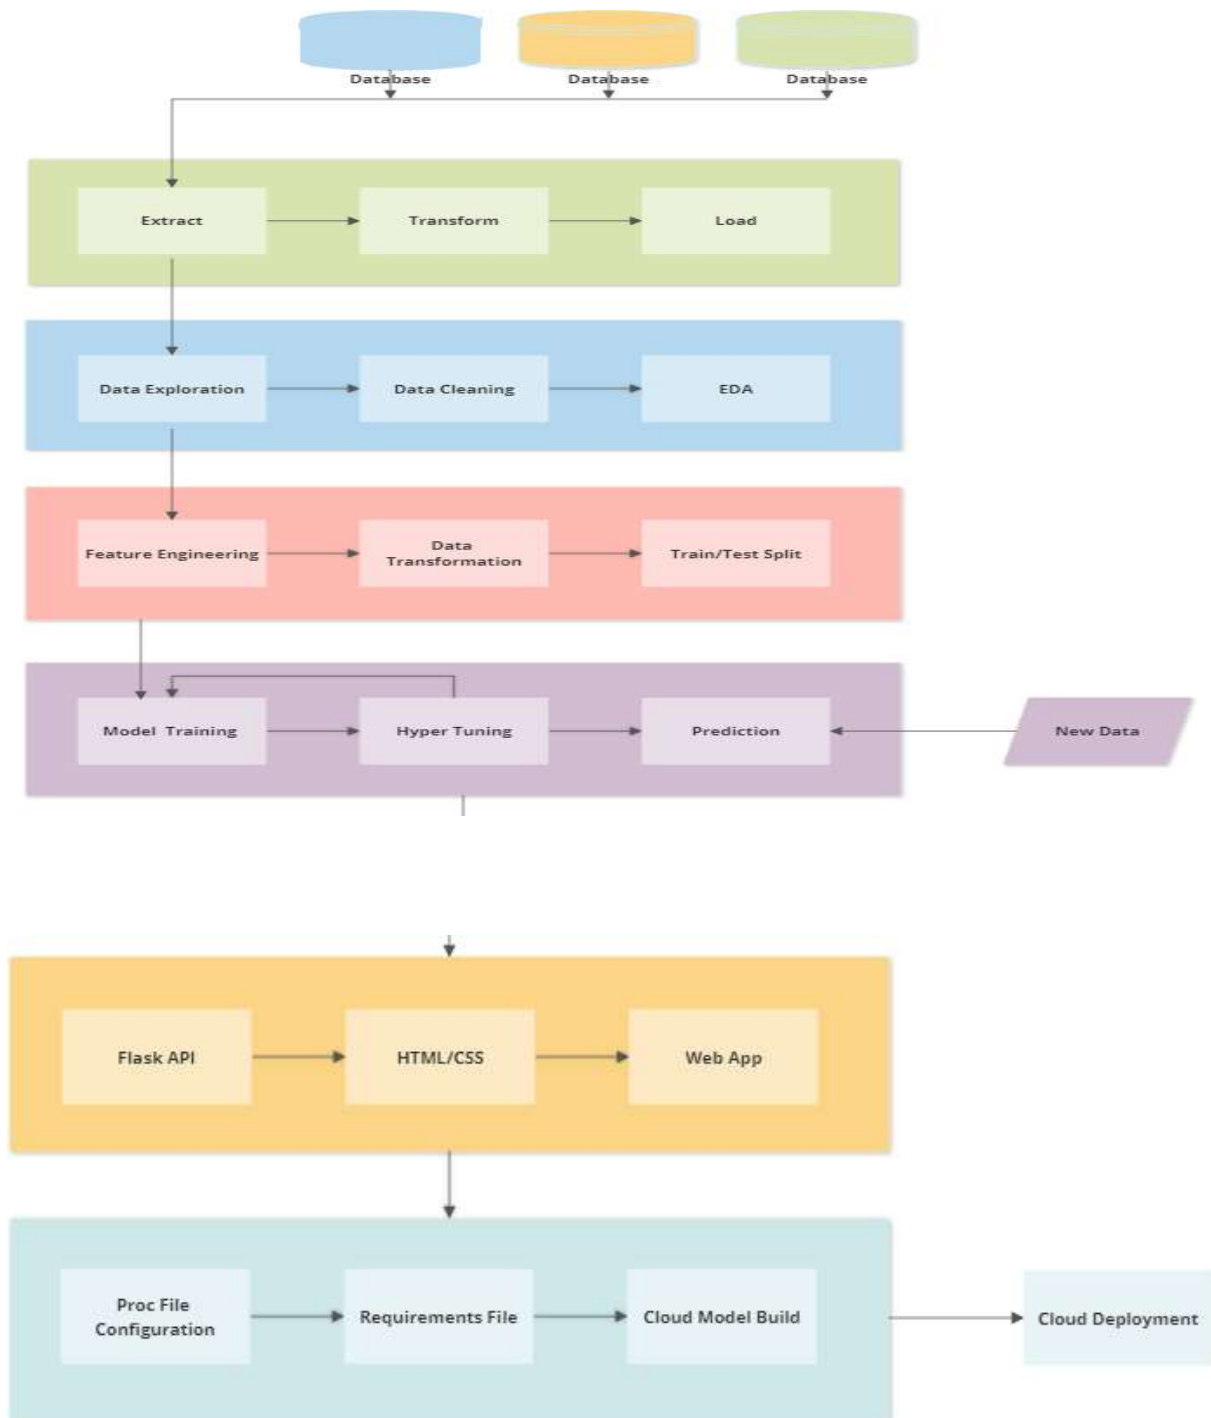 Database
Database
Database
Extract
Transform
Load
Data Exploration
Data Cleaning
EDA
Feature Engineering
Data
Transformation
Train/Test Split
Model  Training
Hyper Tuning
Prediction
New Data
Flask API
HTML/CSS
Web App
Proc File
Configuration
Requirements File
Cloud Model Build
Cloud Deployment